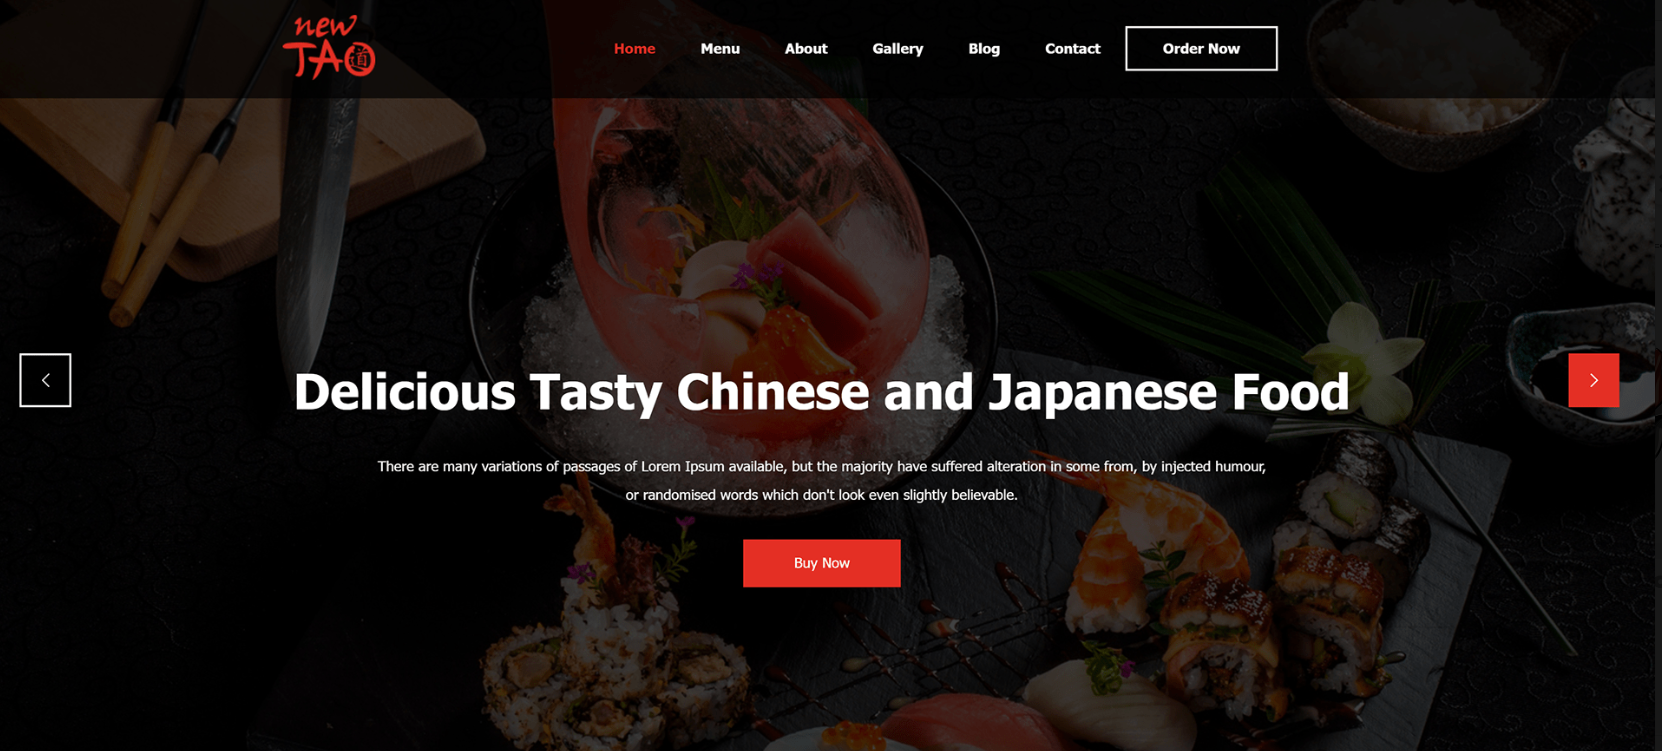 new
TAO 道
Home Menu About Gallery Blog Contact Order Now
Delicious Tasty Chinese and Japanese Food
There are many variations of passages of Lorem Ipsum available, but the majority have suffered alteration in some from, by injected humour,
or randomised words which don't look even slightly believable.
Buy Now